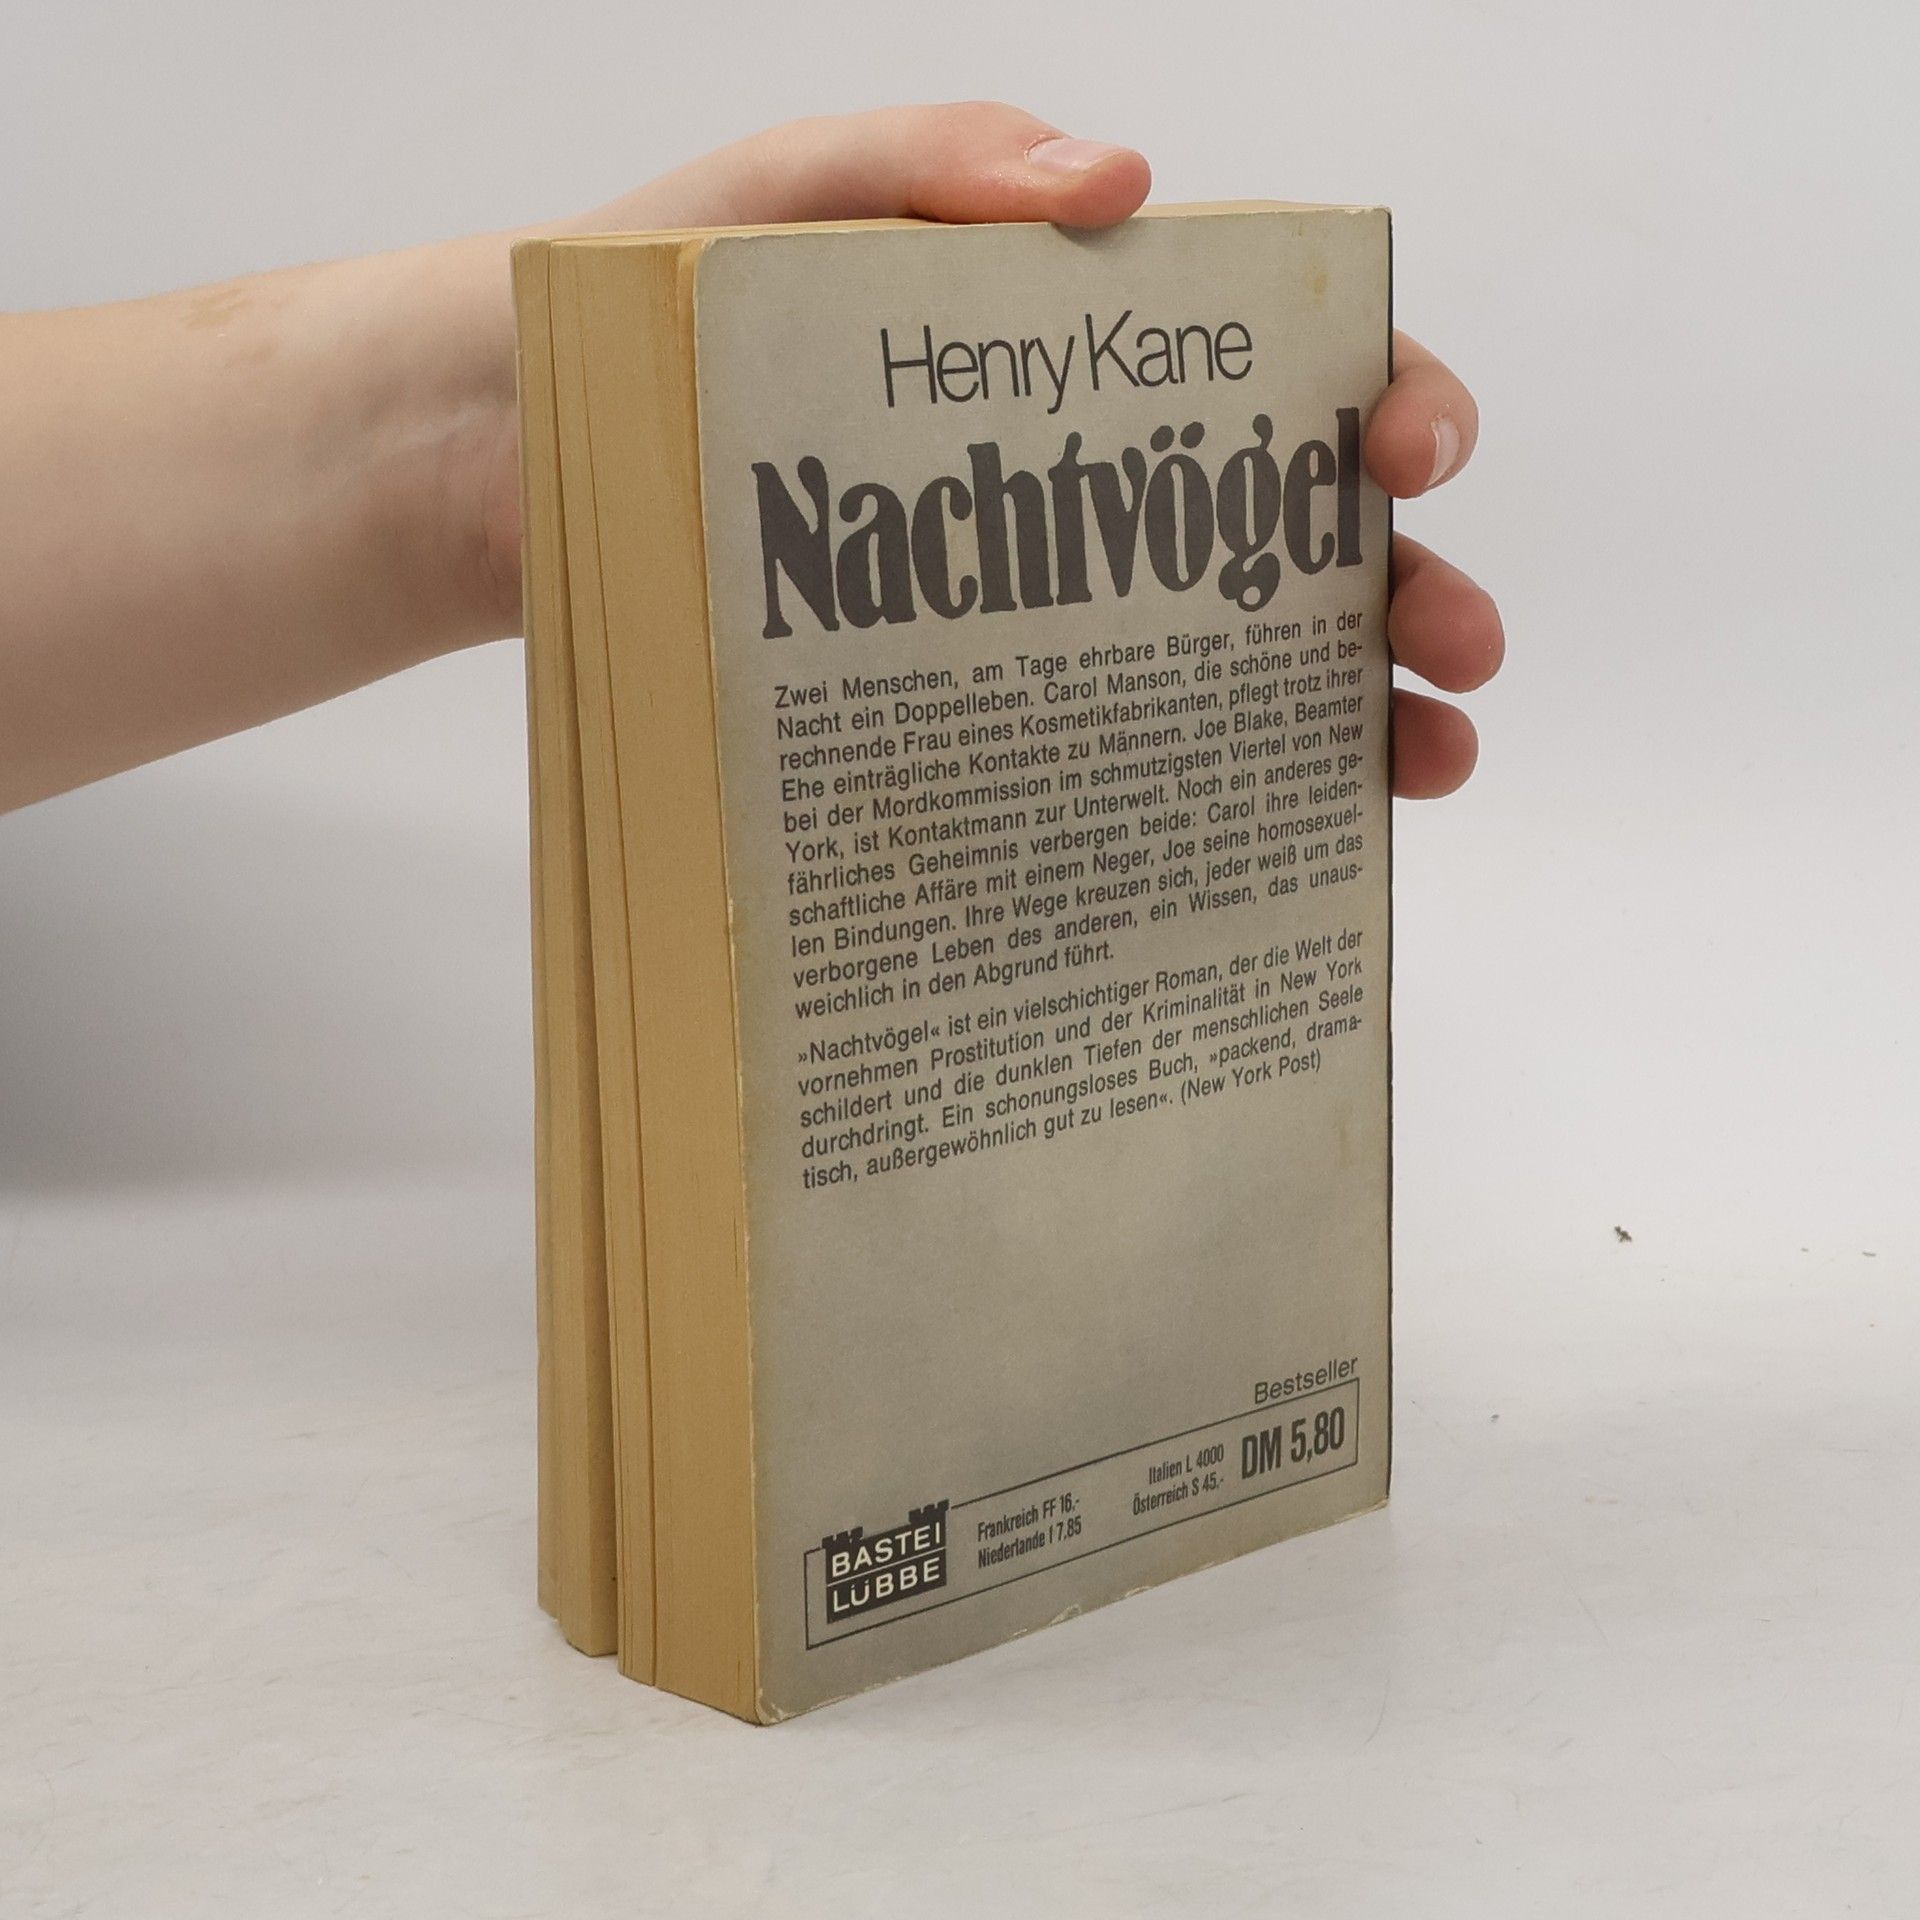 Henry Kane
Nachtvögel
Zwei Menschen, am Tage ehrbare Bürger, führen in der
Nacht ein Doppelleben. Carol Manson, die schöne und be-
rechnende Frau eines Kosmetikfabrikanten, pflegt trotz ihrer
Ehe einträgliche Kontakte zu Männern. Joe Blake, Beamter
bei der Mordkommission im schmutzigsten Viertel von New
York, ist Kontaktmann zur Unterwelt. Noch ein anderes ge-
fährliches Geheimnis verbergen beide: Carol ihre leiden-
schaftliche Affäre mit einem Neger, Joe seine homosexuel-
len Bindungen. Ihre Wege kreuzen sich, jeder weiß um das
verborgene Leben des anderen, ein Wissen, das unaus-
weichlich in den Abgrund führt.
»Nachtvögel« ist ein vielschichtiger Roman, der die Welt der
vornehmen Prostitution und der Kriminalität in New York
schildert und die dunklen Tiefen der menschlichen Seele
durchdringt. Ein schonungsloses Buch, »packend, drama-
tisch, außergewöhnlich gut zu lesen«. (New York Post)
Bestseller
BASTEI
LÜBBE
Frankreich FF 16,-
Niederlande f 7,85
Italien L 4000
Österreich S 45,-
DM 5,80